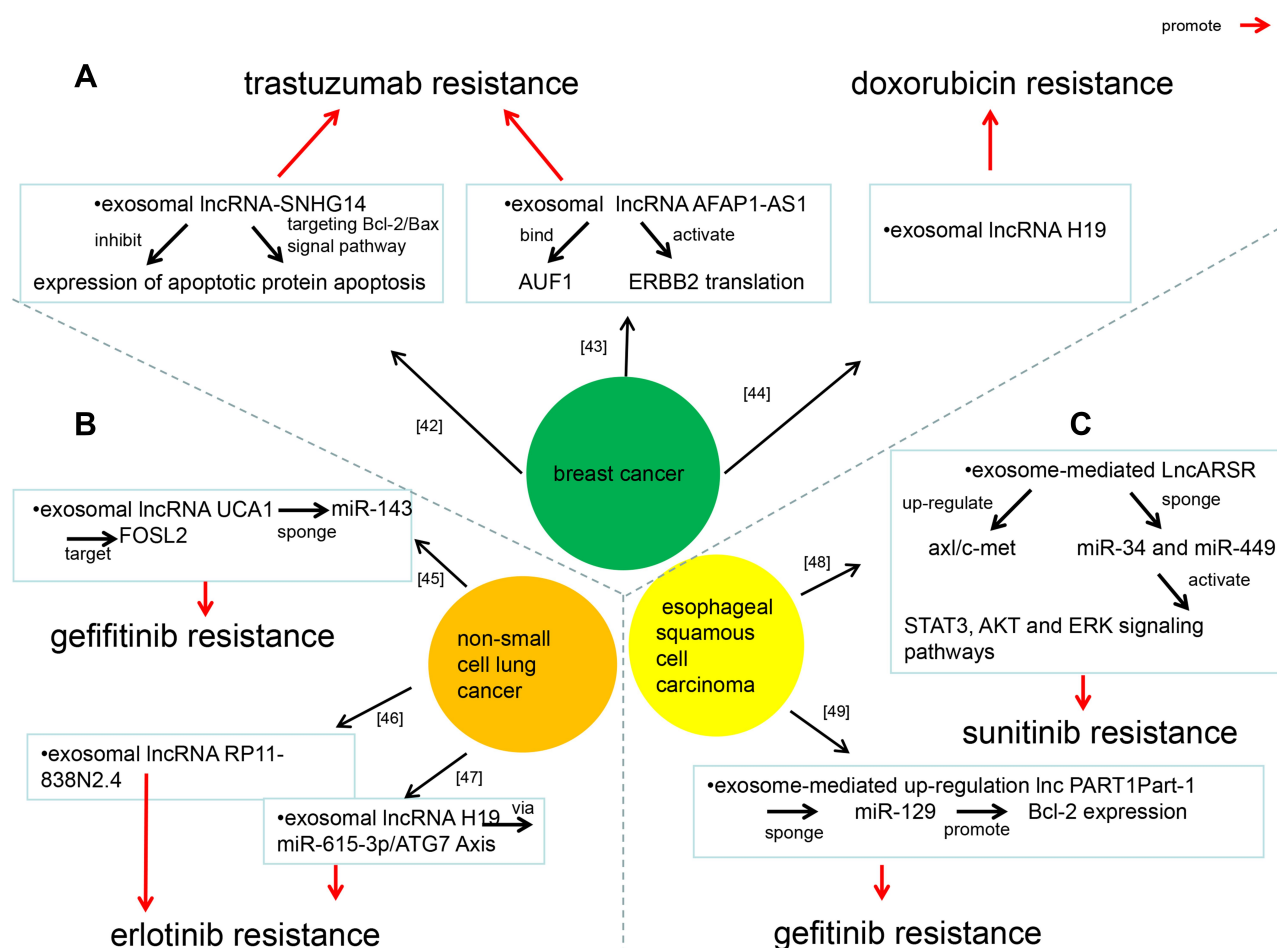 promote
A
trastuzumab resistance
doxorubicin resistance
•exosomal lncRNA-SNHG14
inhibit
targeting Bcl-2/Bax
signal pathway
expression of apoptotic protein apoptosis
•exosomal lncRNA AFAP1-AS1
bind
activate
AUF1
ERBB2 translation
•exosomal lncRNA H19
[42]
[43]
[44]
breast cancer
B
•exosomal lncRNA UCA1
miR-143
sponge
target
FOSL2
[45]
gefifitinib resistance
non-small
cell lung
cancer
[46]
•exosomal lncRNA RP11-
838N2.4
[47]
•exosomal lncRNA H19
via
miR-615-3p/ATG7 Axis
erlotinib resistance
C
•exosome-mediated LncARSR
up-regulate
sponge
axl/c-met
miR-34 and miR-449
activate
STAT3, AKT and ERK signaling
pathways
[48]
sunitinib resistance
esophageal
squamous
cell
carcinoma
[49]
•exosome-mediated up-regulation lnc PART1Part-1
sponge
miR-129
promote
Bcl-2 expression
gefitinib resistance